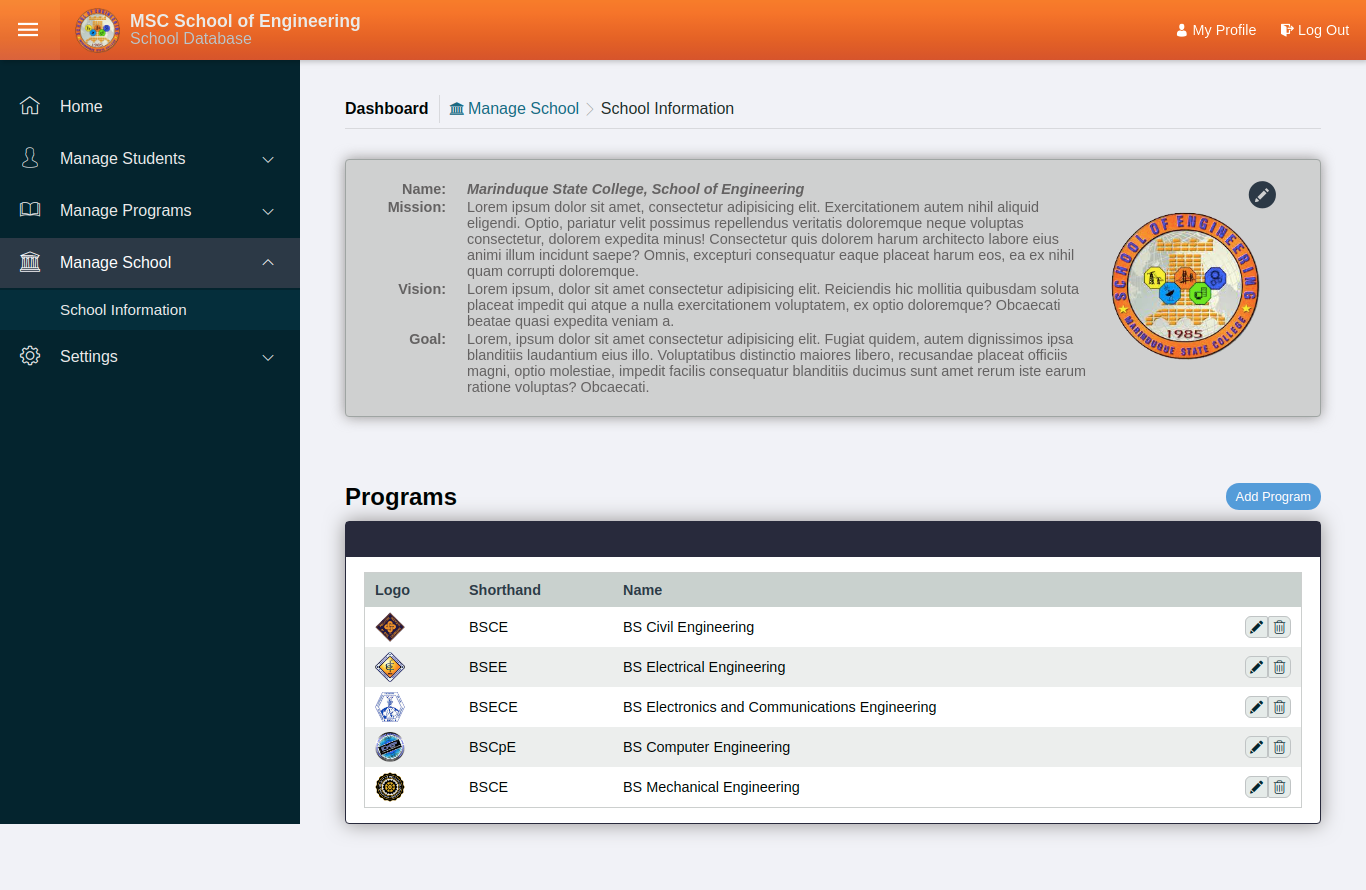 MSC School of Engineering
School Database
My Profile
Log Out
Home
Manage Students
Manage Programs
Manage School
School Information
Settings
Dashboard
Manage School
School Information
Name: Marinduque State College, School of Engineering
Mission: Lorem ipsum dolor sit amet, consectetur adipisicing elit. Exercitationem autem nihil aliquid
eligendi. Optio, pariatur velit possimus repellendus veritatis doloremque neque voluptas
consectetur, dolorem expedita minus! Consectetur quis dolorem harum architecto labore eius
animi illum incidunt saepe? Omnis, excepturi consequatur eaque placeat harum eos, ea ex nihil
quam corrupti doloremque.
Vision: Lorem ipsum, dolor sit amet consectetur adipisicing elit. Reiciendis hic mollitia quibusdam soluta
placeat impedit qui atque a nulla exercitationem voluptatem, ex optio doloremque? Obcaecati
beatae quasi expedita veniam a.
Goal: Lorem, ipsum dolor sit amet consectetur adipisicing elit. Fugiat quidem, autem dignissimos ipsa
blanditiis laudantium eius illo. Voluptatibus distinctio maiores libero, recusandae placeat officiis
magni, optio molestiae, impedit facilis consequatur blanditiis ducimus sunt amet rerum iste earum
ratione voluptas? Obcaecati.
SCHOOL OF ENGINEERING
1985
MARINDUQUE STATE COLLEGE
Programs
Add Program
Logo Shorthand Name
BSCE BS Civil Engineering
BSEE BS Electrical Engineering
BSECE BS Electronics and Communications Engineering
BSCpE BS Computer Engineering
BSCE BS Mechanical Engineering